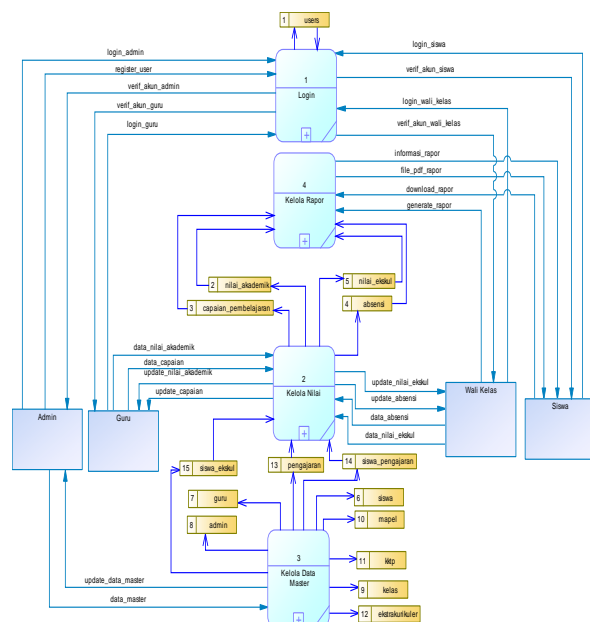 1 users
login_admin
login_siswa
register_user
1
verif_akun_siswa
verif_akun_admin
Login
verif_akun_guru
login_wali_kelas
login_guru
verif_akun_wali_kelas
informasi_rapor
file_pdf_rapor
4
download_rapor
Kelola Rapor
generate_rapor
2 nilai_akademik
5 nilai_ekskul
3 capaian_pembelajaran
4 absensi
data_nilai_akademik
data_capaian
update_nilai_akademik
2
update_nilai_ekskul
update_capaian
Kelola Nilai
update_absensi
Admin
Guru
Wali Kelas
Siswa
data_absensi
data_nilai_ekskul
15 siswa_ekskul
13 pengajaran
14 siswa_pengajaran
7 guru
6 siswa
8 admin
10 mapel
3
Kelola Data
Master
11 kktp
update_data_master
9 kelas
data_master
12 ekstrakurikuler